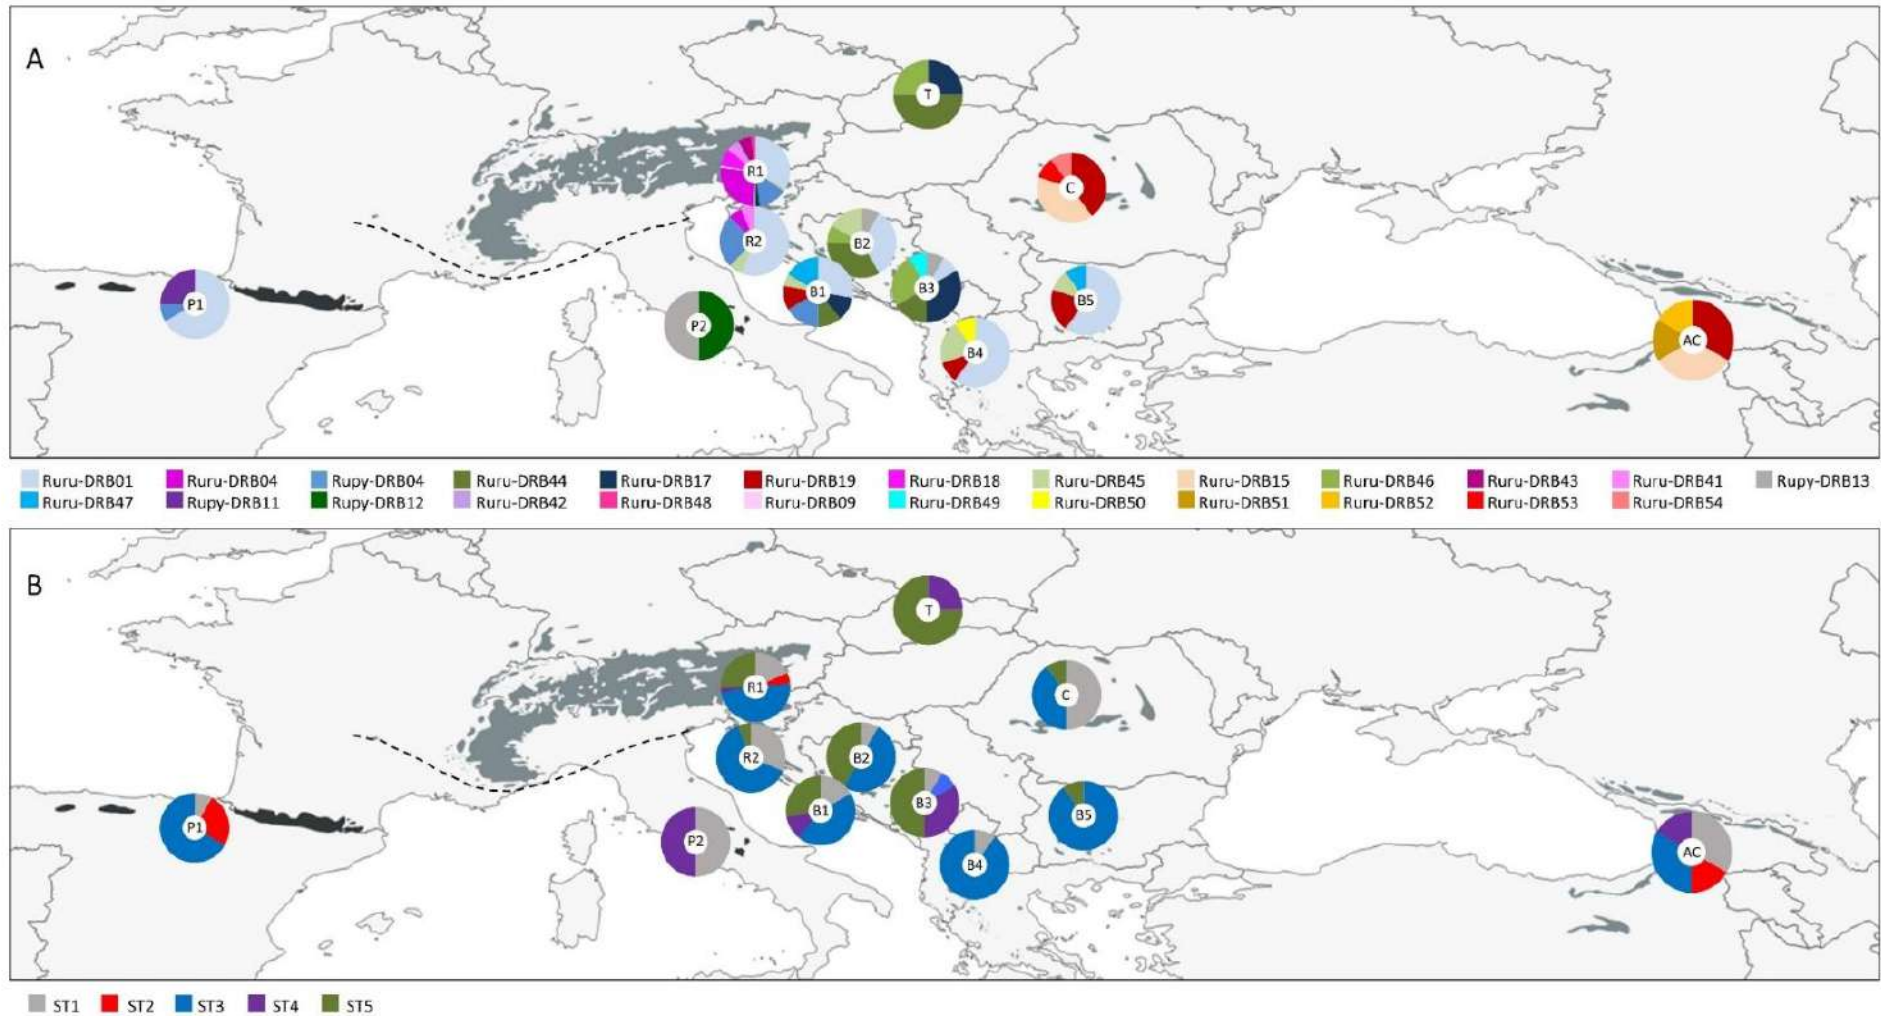 A
T
R1
C
R2
B2
B3
B1
B5
P1
P2
B4
AC
Ruru-DRB01 Ruru-DRB04 Rupy-DRB04 Ruru-DRB44 Ruru-DRB17 Ruru-DRB19 Ruru-DRB18 Ruru-DRB45 Ruru-DRB15 Ruru-DRB46 Ruru-DRB43 Ruru-DRB41 Rupy-DRB13
Ruru-DRB47 Rupy-DRB11 Rupy-DRB12 Ruru-DRB42 Ruru-DRB48 Ruru-DRB09 Ruru-DRB49 Ruru-DRB50 Ruru-DRB51 Ruru-DRB52 Ruru-DRB53 Ruru-DRB54
B
T
R1
C
R2
B2
B3
B1
B5
P1
P2
B4
AC
ST1 ST2 ST3 ST4 ST5